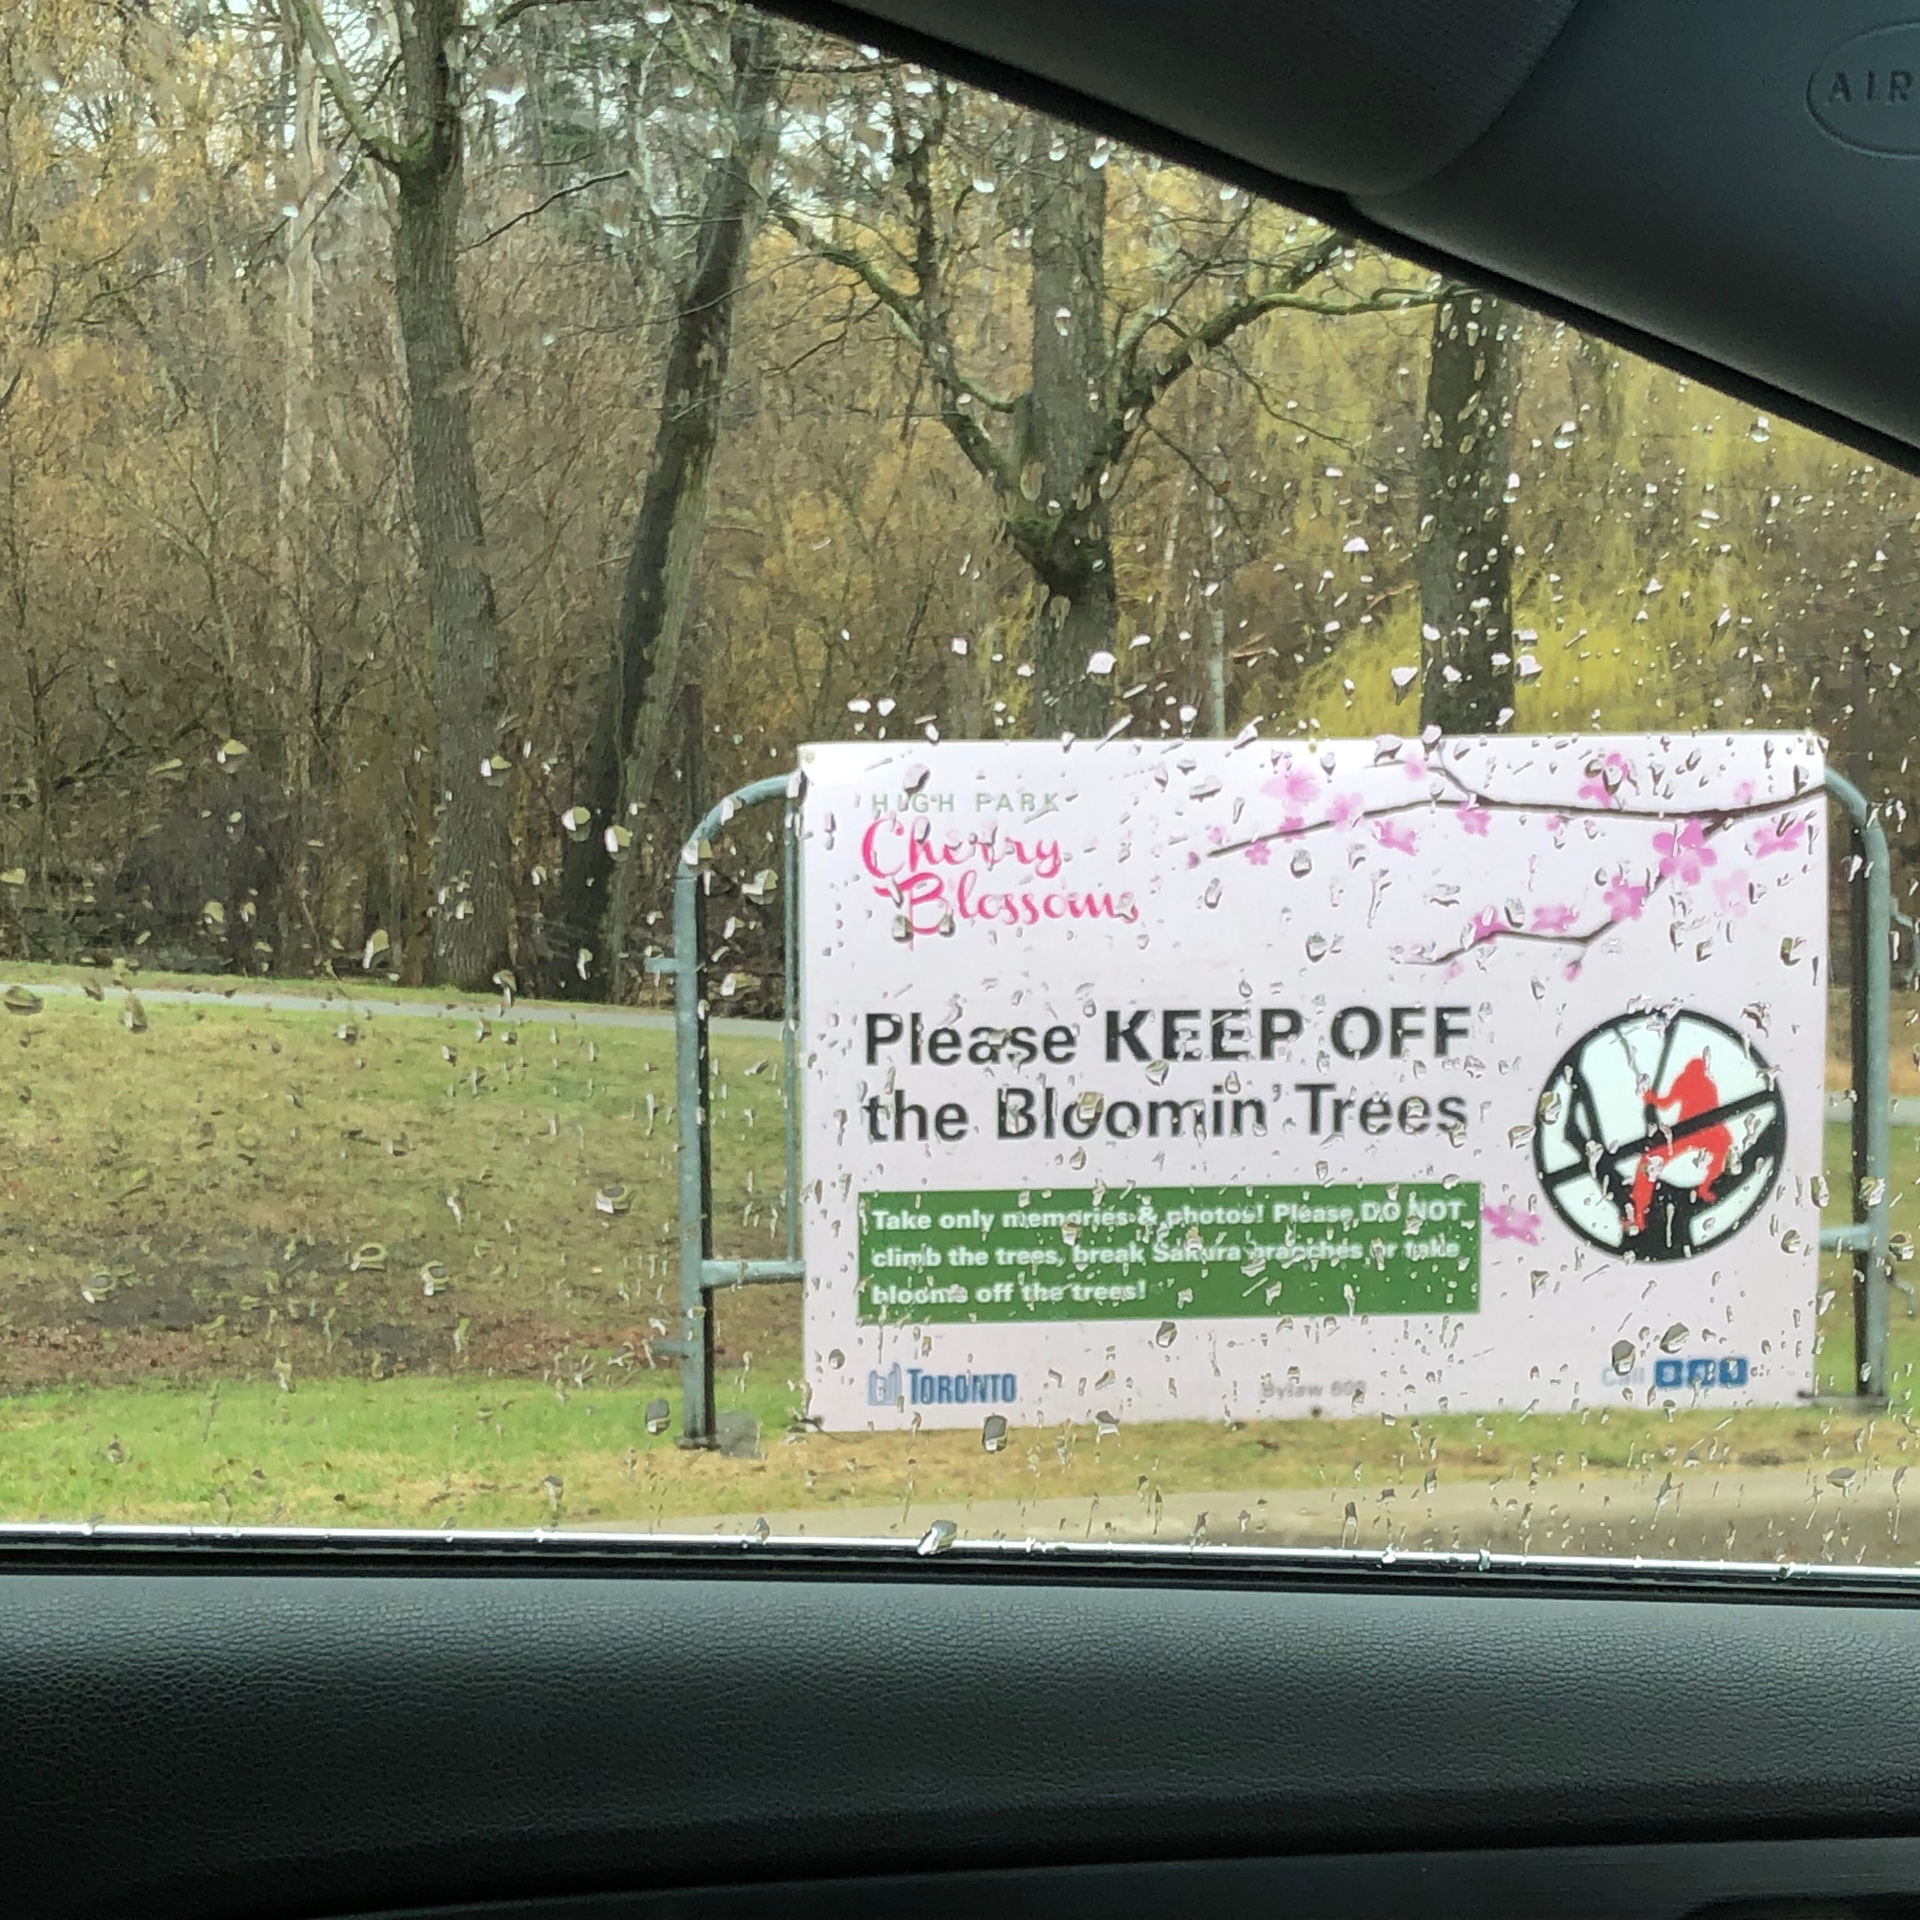 AIR
HIGH PARK
Cherry
Blossoms
Please KEEP OFF
the Bloomin' Trees
Take only memories & photos! Please DO NOT
climb the trees, break Sakura branches or take
blooms off the trees!
TORONTO
Bylaw 608
Call 311